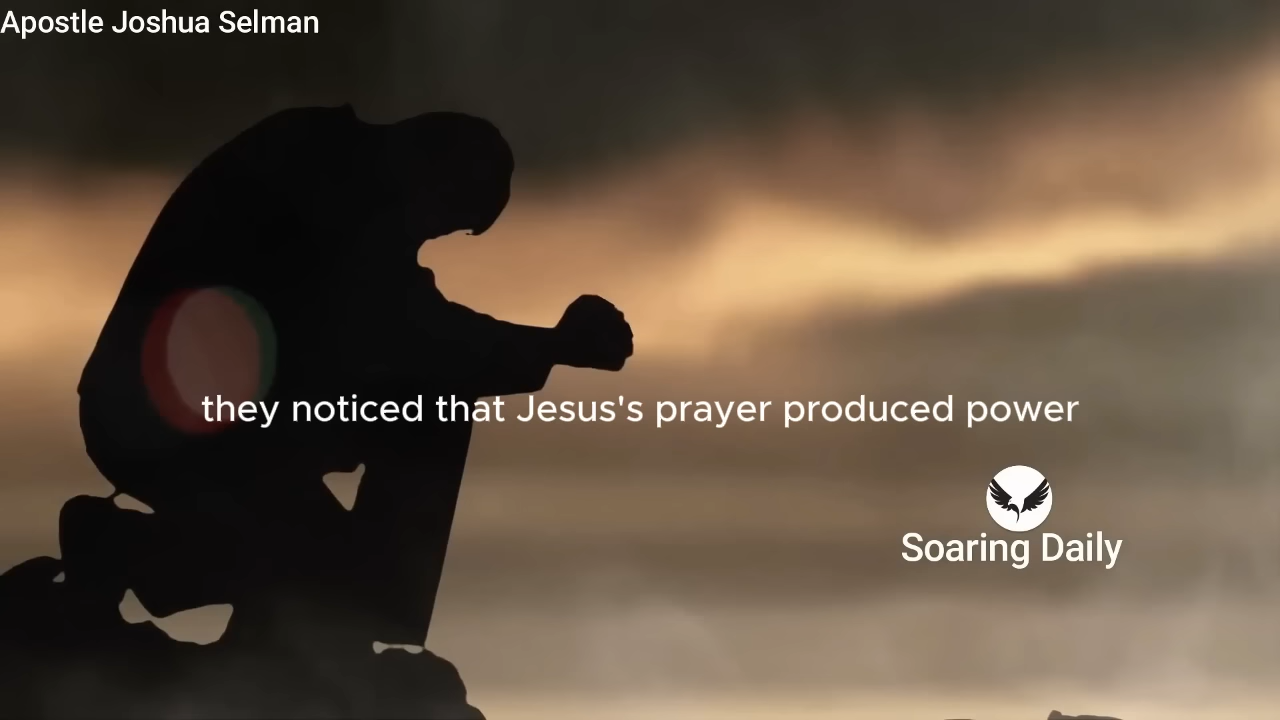 Apostle Joshua Selman
they noticed that Jesus's prayer produced power
Soaring Daily